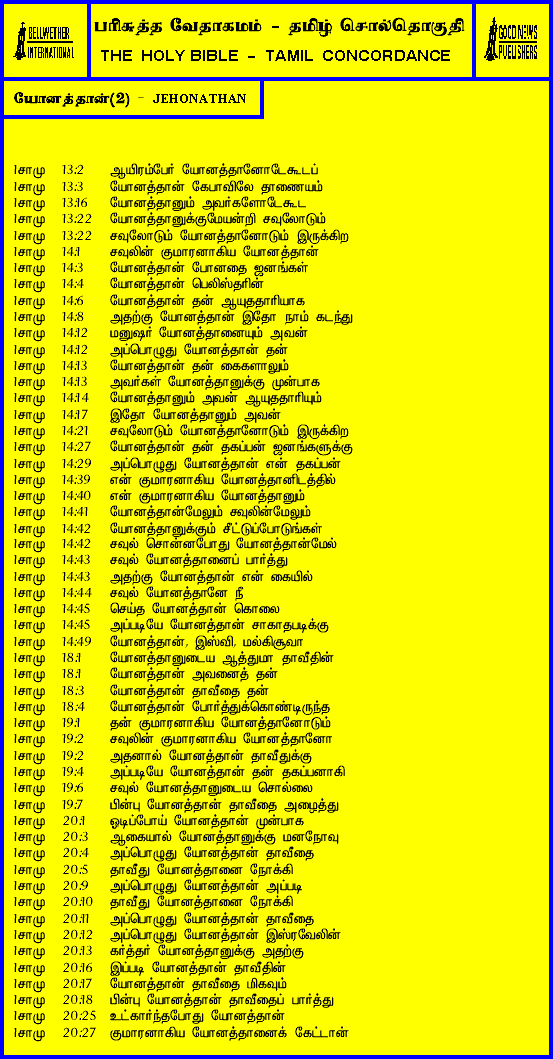 BELLWETHER
INTERNATIONAL
பரிசுத்த வேதாகமம் - தமிழ் சொல்தொகுதி
THE HOLY BIBLE - TAMIL CONCORDANCE
GOOD NEWS
PUBLISHERS
யோனத்தான்(2) - JEHONATHAN
1சாமு 13:2 ஆயிரம்பேர் யோனத்தானோடேகூடப்
1சாமு 13:3 யோனத்தான் கேபாவிலே தாணையம்
1சாமு 13:16 யோனத்தானும் அவர்களோடேகூட
1சாமு 13:22 யோனத்தானுக்குமேயன்றி சவுலோடும்
1சாமு 13:22 சவுலோடும் யோனத்தானோடும் இருக்கிற
1சாமு 14:1 சவுலின் குமாரனாகிய யோனத்தான்
1சாமு 14:3 யோனத்தான் போனதை ஜனங்கள்
1சாமு 14:4 யோனத்தான் பெலிஸ்தரின்
1சாமு 14:6 யோனத்தான் தன் ஆயுததாரியாக
1சாமு 14:8 அதற்கு யோனத்தான் இதோ நாம் கடந்து
1சாமு 14:12 மனுஷர் யோனத்தானையும் அவன்
1சாமு 14:12 அப்பொழுது யோனத்தான் தன்
1சாமு 14:13 யோனத்தான் தன் கைகளாலும்
1சாமு 14:13 அவர்கள் யோனத்தானுக்கு முன்பாக
1சாமு 14:14 யோனத்தானும் அவன் ஆயுததாரியும்
1சாமு 14:17 இதோ யோனத்தானும் அவன்
1சாமு 14:21 சவுலோடும் யோனத்தானோடும் இருக்கிற
1சாமு 14:27 யோனத்தான் தன் தகப்பன் ஜனங்களுக்கு
1சாமு 14:29 அப்பொழுது யோனத்தான் என் தகப்பன்
1சாமு 14:39 என் குமாரனாகிய யோனத்தானிடத்தில்
1சாமு 14:40 என் குமாரனாகிய யோனத்தானும்
1சாமு 14:41 யோனத்தான்மேலும் சுவுலின்மேலும்
1சாமு 14:42 யோனத்தானுக்கும் சீட்டுப்போடுங்கள்
1சாமு 14:42 சவுல் சொன்னபோது யோனத்தான்மேல்
1சாமு 14:43 சவுல் யோனத்தானைப் பார்த்து
1சாமு 14:43 அதற்கு யோனத்தான் என் கையில்
1சாமு 14:44 சவுல் யோனத்தானே நீ
1சாமு 14:45 செய்த யோனத்தான் கொலை
1சாமு 14:45 அப்படியே யோனத்தான் சாகாதபடிக்கு
1சாமு 14:49 யோனத்தான், இஸ்வி, மல்கிசூவா
1சாமு 18:1 யோனத்தானுடைய ஆத்துமா தாவீதின்
1சாமு 18:1 யோனத்தான் அவனைத் தன்
1சாமு 18:3 யோனத்தான் தாவீதை தன்
1சாமு 18:4 யோனத்தான் போர்த்துக்கொண்டிருந்த
1சாமு 19:1 தன் குமாரனாகிய யோனத்தானோடும்
1சாமு 19:2 சவுலின் குமாரனாகிய யோனத்தானோ
1சாமு 19:2 அதனால் யோனத்தான் தாவீதுக்கு
1சாமு 19:4 அப்படியே யோனத்தான் தன் தகப்பனாகி
1சாமு 19:6 சவுல் யோனத்தானுடைய சொல்லை
1சாமு 19:7 பின்பு யோனத்தான் தாவீதை அழைத்து
1சாமு 20:1 ஓடிப்போய் யோனத்தான் முன்பாக
1சாமு 20:3 ஆகையால் யோனத்தானுக்கு மனநோவு
1சாமு 20:4 அப்பொழுது யோனத்தான் தாவீதை
1சாமு 20:5 தாவீது யோனத்தானை நோக்கி
1சாமு 20:9 அப்பொழுது யோனத்தான் அப்படி
1சாமு 20:10 தாவீது யோனத்தானை நோக்கி
1சாமு 20:11 அப்பொழுது யோனத்தான் தாவீதை
1சாமு 20:12 அப்பொழுது யோனத்தான் இஸ்ரவேலின்
1சாமு 20:13 கர்த்தர் யோனத்தானுக்கு அதற்கு
1சாமு 20:16 இப்படி யோனத்தான் தாவீதின்
1சாமு 20:17 யோனத்தான் தாவீதை மிகவும்
1சாமு 20:18 பின்பு யோனத்தான் தாவீதைப் பார்த்து
1சாமு 20:25 உட்கார்ந்தபோது யோனத்தான்
1சாமு 20:27 குமாரனாகிய யோனத்தானைக் கேட்டான்